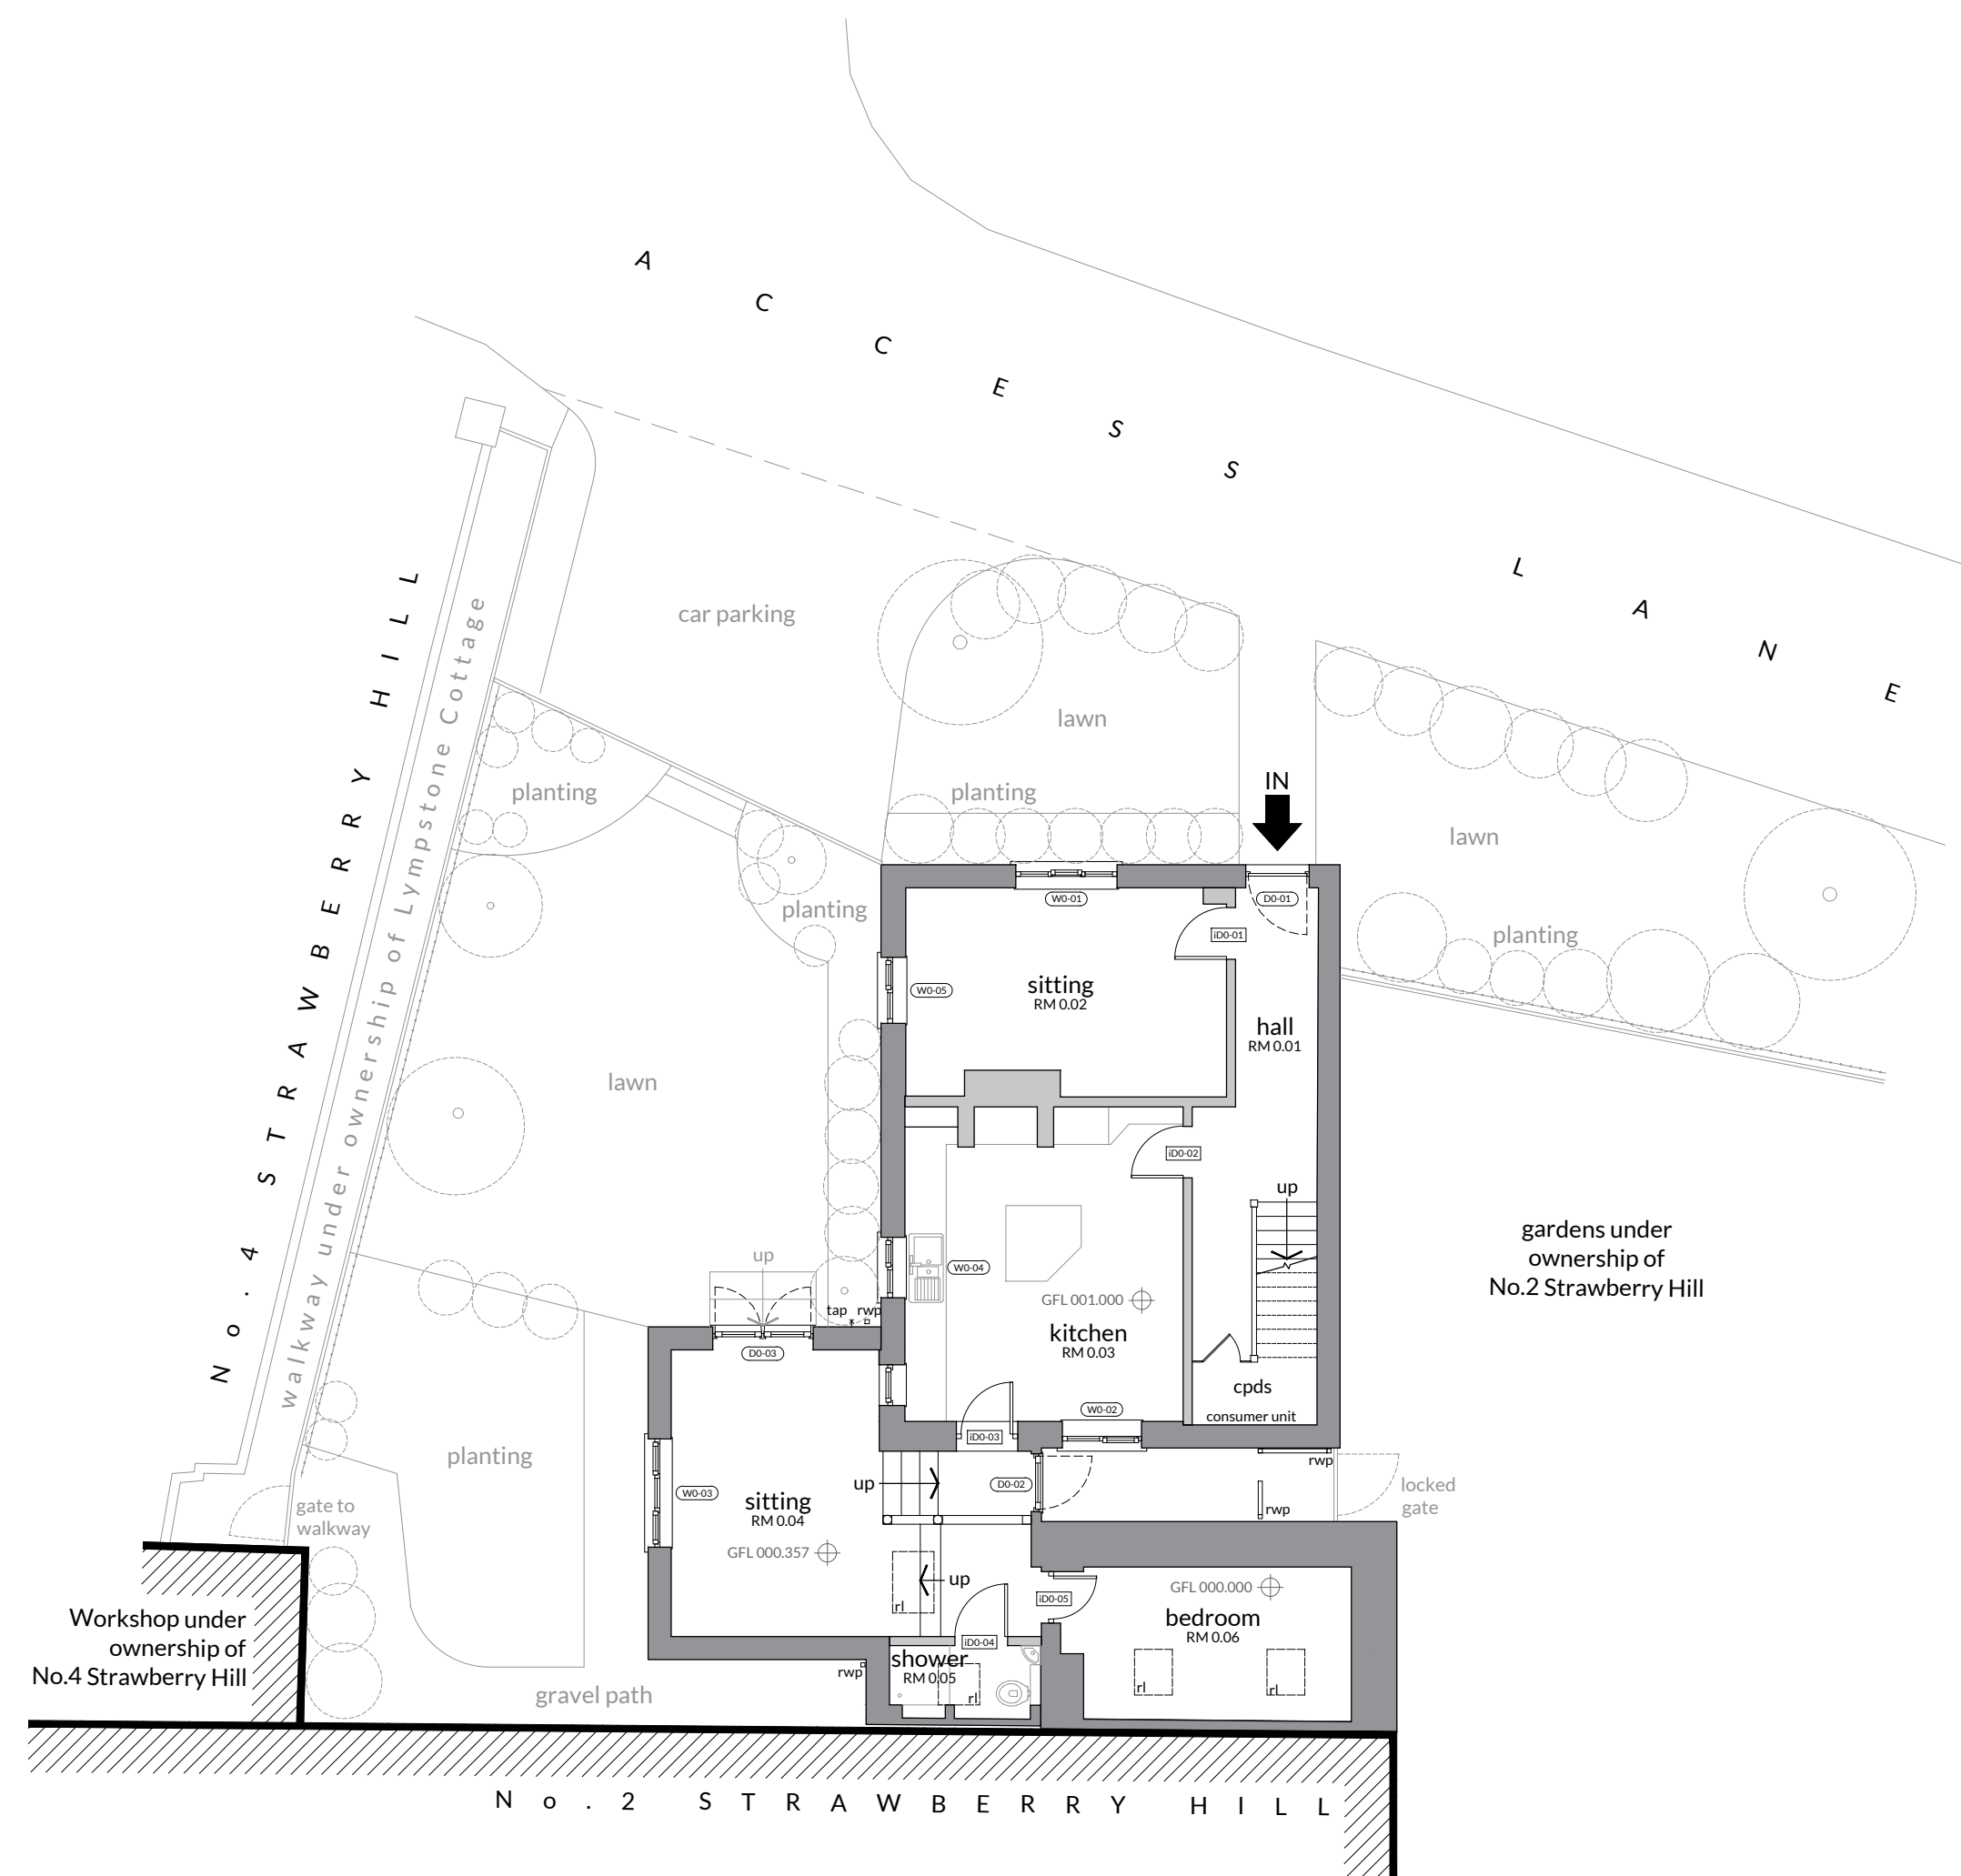 A C C E S S L A N E
No. 4 STRAWBERRY HILL
walkway under ownership of Lympstone Cottage
car parking
lawn
planting
IN
planting
lawn
planting
planting
W0-01
D0-01
iD0-01
W0-05
sitting
RM 0.02
hall
RM 0.01
lawn
iD0-02
up
gardens under
ownership of
No.2 Strawberry Hill
up
W0-04
tap
rwp
GFL 001.000
kitchen
RM 0.03
D0-03
cpds
consumer unit
W0-02
iD0-03
planting
rwp
locked
gate
up
D0-02
W0-03
sitting
RM 0.04
rwp
gate to
walkway
GFL 000.357
up
rl
iD0-05
GFL 000.000
bedroom
RM 0.06
Workshop under
ownership of
No.4 Strawberry Hill
iD0-04
shower
RM 0.05
rwp
rl
rl
rl
gravel path
No.2 STRAWBERRY HILL